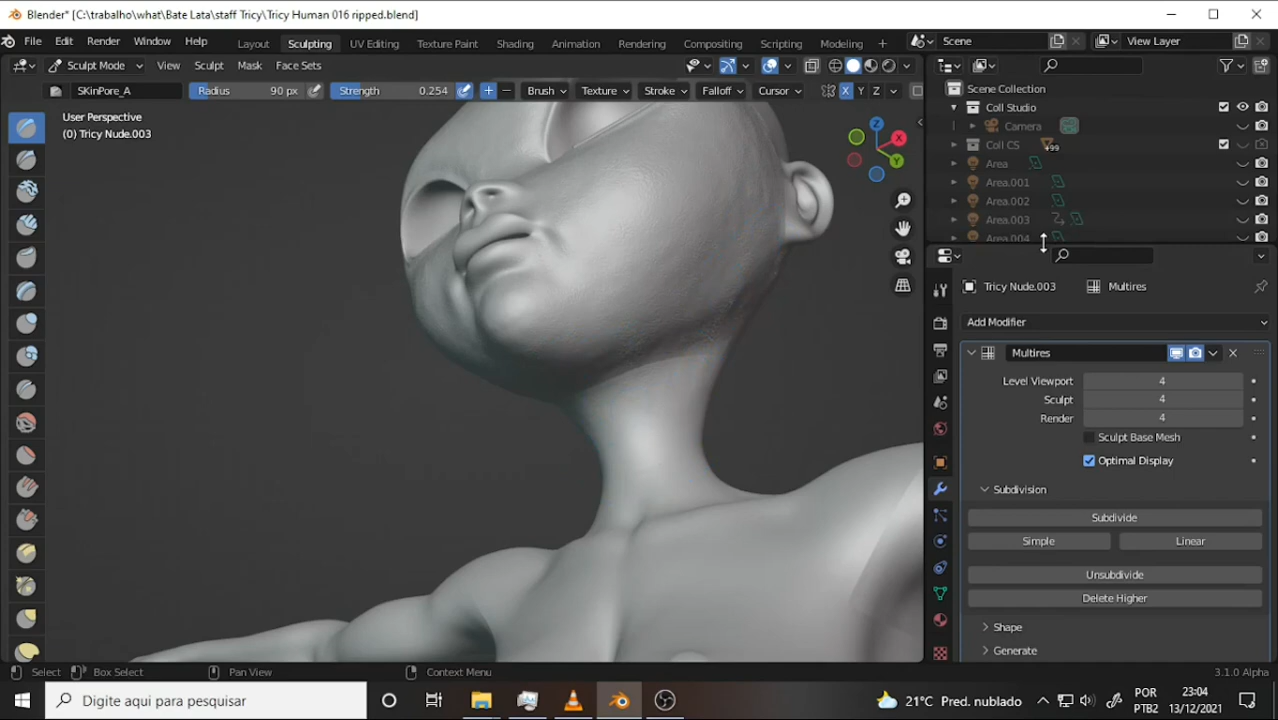 Blender* [C:\trabalho\what\Bate Lata\staff Tricy\Tricy Human 016 ripped.blend]
File Edit Render Window Help Layout Sculpting UV Editing Texture Paint Shading Animation Rendering Compositing Scripting Modeling + Scene View Layer
Sculpt Mode View Sculpt Mask Face Sets
SKinPore_A Radius 90 px Strength 0.254 Brush Texture Stroke Falloff Cursor X Y Z
User Perspective
(0) Tricy Nude.003
Z
X
Y
Scene Collection
Coll Studio
Camera
Coll CS +99
Area
Area.001
Area.002
Area.003
Area.004
Tricy Nude.003 Multires
Add Modifier
Multires
Level Viewport 4
Sculpt 4
Render 4
Sculpt Base Mesh
Optimal Display
Subdivision
Subdivide
Simple Linear
Unsubdivide
Delete Higher
Shape
Generate
Select Box Select Pan View Context Menu 3.1.0 Alpha
Digite aqui para pesquisar
21°C Pred. nublado
POR
PTB2
23:04
13/12/2021